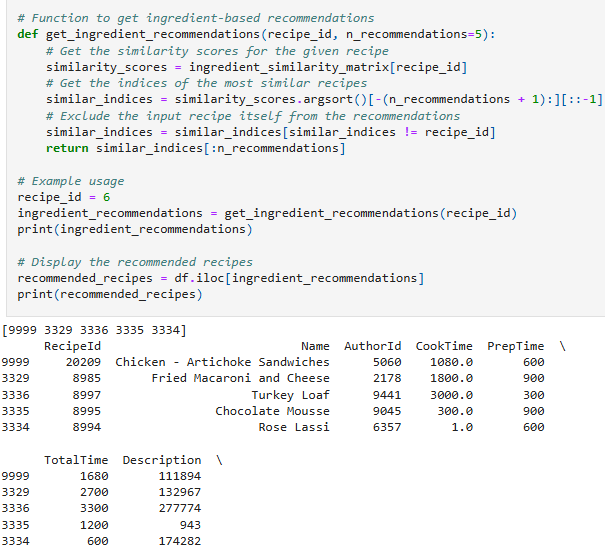 # Function to get ingredient-based recommendations
def get_ingredient_recommendations(recipe_id, n_recommendations=5):
    # Get the similarity scores for the given recipe
    similarity_scores = ingredient_similarity_matrix[recipe_id]
    # Get the indices of the most similar recipes
    similar_indices = similarity_scores.argsort()[-(n_recommendations + 1):][::-1]
    # Exclude the input recipe itself from the recommendations
    similar_indices = similar_indices[similar_indices != recipe_id]
    return similar_indices[:n_recommendations]

# Example usage
recipe_id = 6
ingredient_recommendations = get_ingredient_recommendations(recipe_id)
print(ingredient_recommendations)

# Display the recommended recipes
recommended_recipes = df.iloc[ingredient_recommendations]
print(recommended_recipes)

[9999 3329 3336 3335 3334]
      RecipeId                           Name  AuthorId  CookTime  PrepTime  \
9999     20209  Chicken - Artichoke Sandwiches      5060    1080.0       600
3329      8985       Fried Macaroni and Cheese      2178    1800.0       900
3336      8997                     Turkey Loaf      9441    3000.0       300
3335      8995                Chocolate Mousse      9045     300.0       900
3334      8994                      Rose Lassi      6357       1.0       600

      TotalTime  Description  \
9999       1680       111894
3329       2700       132967
3336       3300       277774
3335       1200          943
3334        600       174282